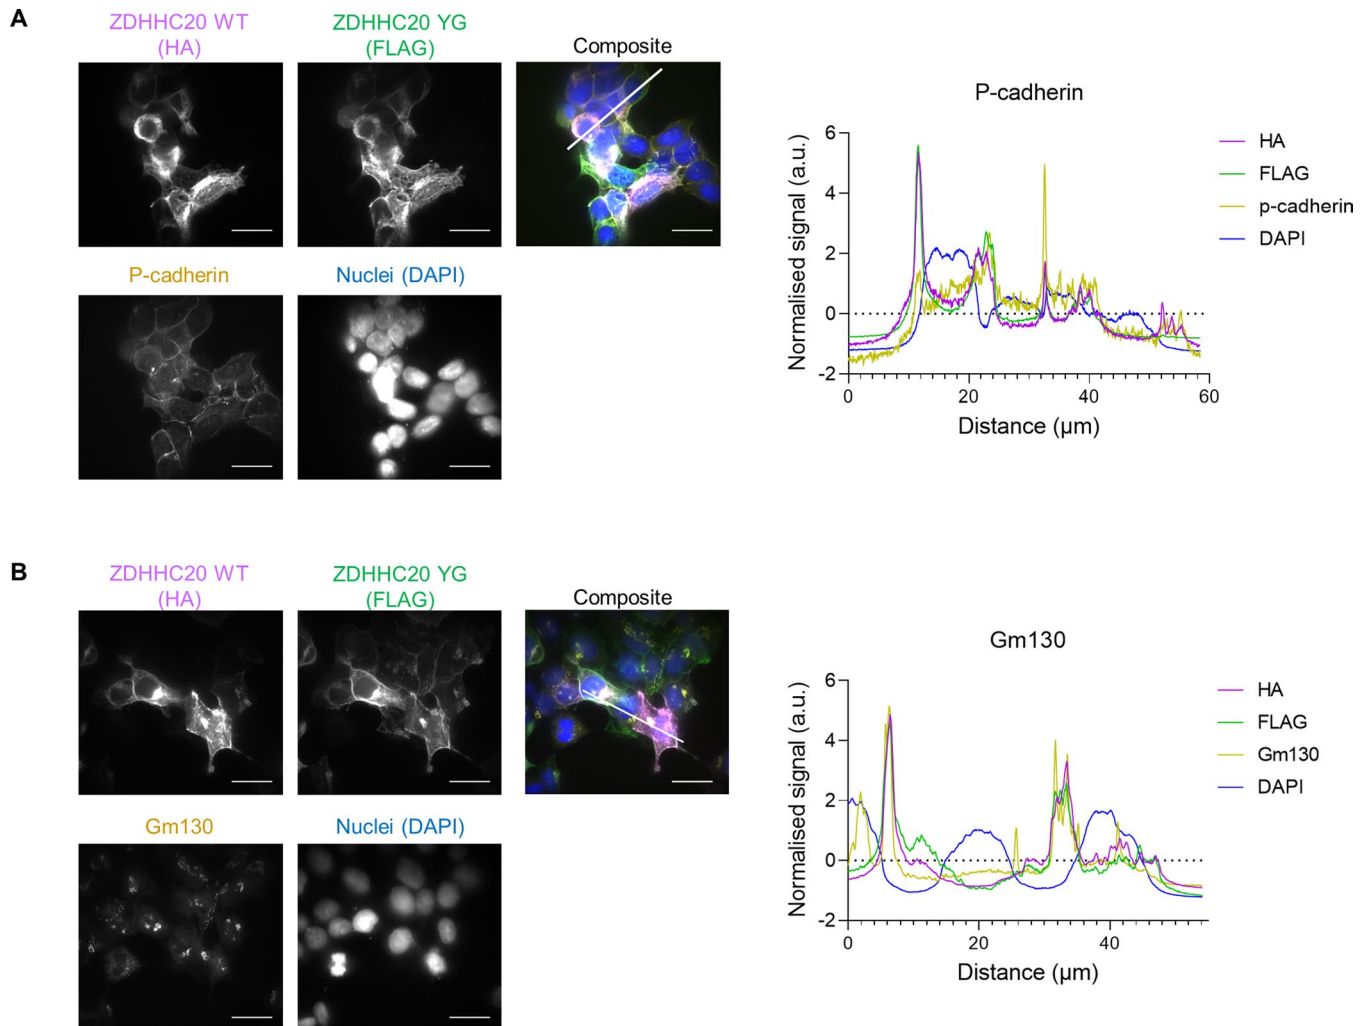 A
ZDHHC20 WT
(HA)
ZDHHC20 YG
(FLAG)
Composite
P-cadherin
Nuclei (DAPI)
P-cadherin
Normalised signal (a.u.)
6
4
2
0
-2
0
20
40
60
Distance (µm)
HA
FLAG
p-cadherin
DAPI
B
ZDHHC20 WT
(HA)
ZDHHC20 YG
(FLAG)
Composite
Gm130
Nuclei (DAPI)
Gm130
Normalised signal (a.u.)
6
4
2
0
-2
0
20
40
Distance (µm)
HA
FLAG
Gm130
DAPI